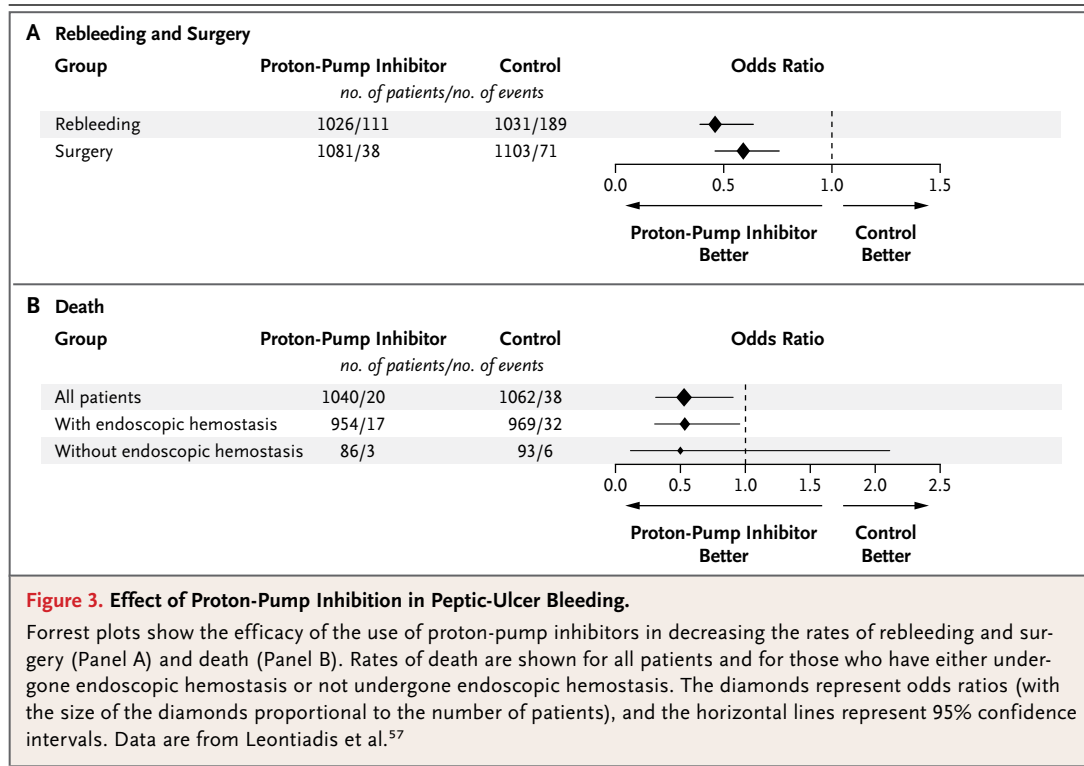 A Rebleeding and Surgery
Group Proton-Pump Inhibitor Control Odds Ratio
no. of patients/no. of events
Rebleeding 1026/111 1031/189
Surgery 1081/38 1103/71
0.0 0.5 1.0 1.5
Proton-Pump Inhibitor Better Control Better
B Death
Group Proton-Pump Inhibitor Control Odds Ratio
no. of patients/no. of events
All patients 1040/20 1062/38
With endoscopic hemostasis 954/17 969/32
Without endoscopic hemostasis 86/3 93/6
0.0 0.5 1.0 1.5 2.0 2.5
Proton-Pump Inhibitor Better Control Better
Figure 3. Effect of Proton-Pump Inhibition in Peptic-Ulcer Bleeding.
Forrest plots show the efficacy of the use of proton-pump inhibitors in decreasing the rates of rebleeding and sur-
gery (Panel A) and death (Panel B). Rates of death are shown for all patients and for those who have either under-
gone endoscopic hemostasis or not undergone endoscopic hemostasis. The diamonds represent odds ratios (with
the size of the diamonds proportional to the number of patients), and the horizontal lines represent 95% confidence
intervals. Data are from Leontiadis et al.57